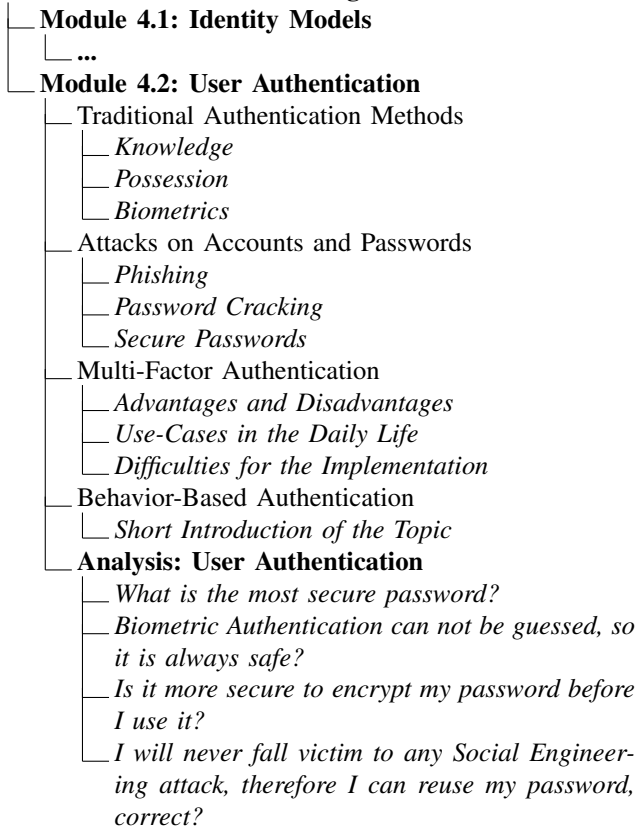 Module 4.1: Identity Models
...
Module 4.2: User Authentication
Traditional Authentication Methods
Knowledge
Possession
Biometrics
Attacks on Accounts and Passwords
Phishing
Password Cracking
Secure Passwords
Multi-Factor Authentication
Advantages and Disadvantages
Use-Cases in the Daily Life
Difficulties for the Implementation
Behavior-Based Authentication
Short Introduction of the Topic
Analysis: User Authentication
What is the most secure password?
Biometric Authentication can not be guessed, so
it is always safe?
Is it more secure to encrypt my password before
I use it?
I will never fall victim to any Social Engineer-
ing attack, therefore I can reuse my password,
correct?